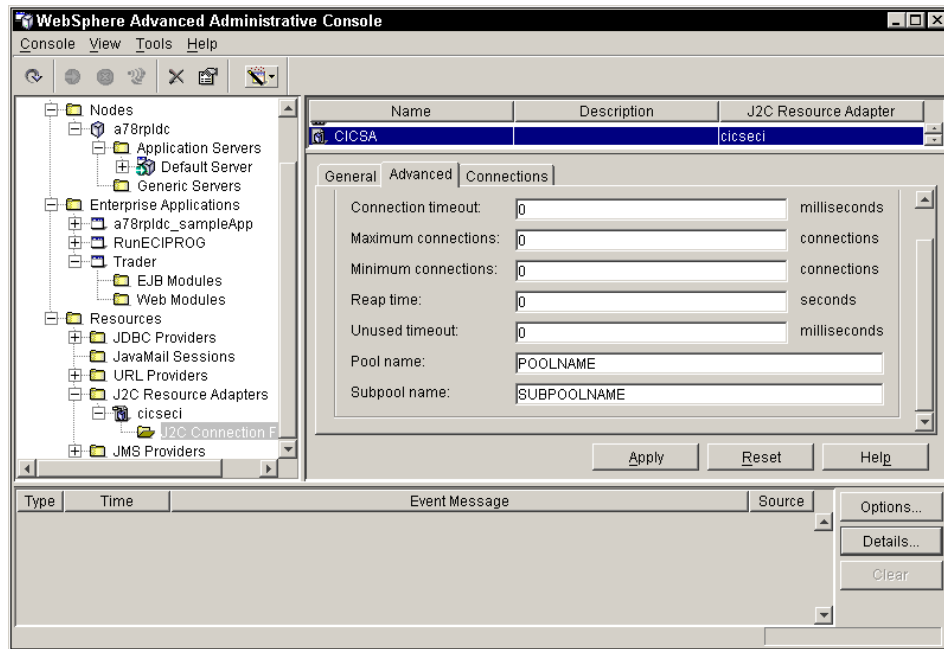 WebSphere Advanced Administrative Console
Console View Tools Help
Nodes
a78rpldc
Application Servers
Default Server
Generic Servers
Enterprise Applications
a78rpldc_sampleApp
RunECIPROG
Trader
EJB Modules
Web Modules
Resources
JDBC Providers
JavaMail Sessions
URL Providers
J2C Resource Adapters
cicseci
J2C Connection F
JMS Providers
Name Description J2C Resource Adapter
CICSA cicseci
General Advanced Connections
Connection timeout: 0 milliseconds
Maximum connections: 0 connections
Minimum connections: 0 connections
Reap time: 0 seconds
Unused timeout: 0 milliseconds
Pool name: POOLNAME
Subpool name: SUBPOOLNAME
Apply Reset Help
Type Time Event Message Source
Options...
Details...
Clear